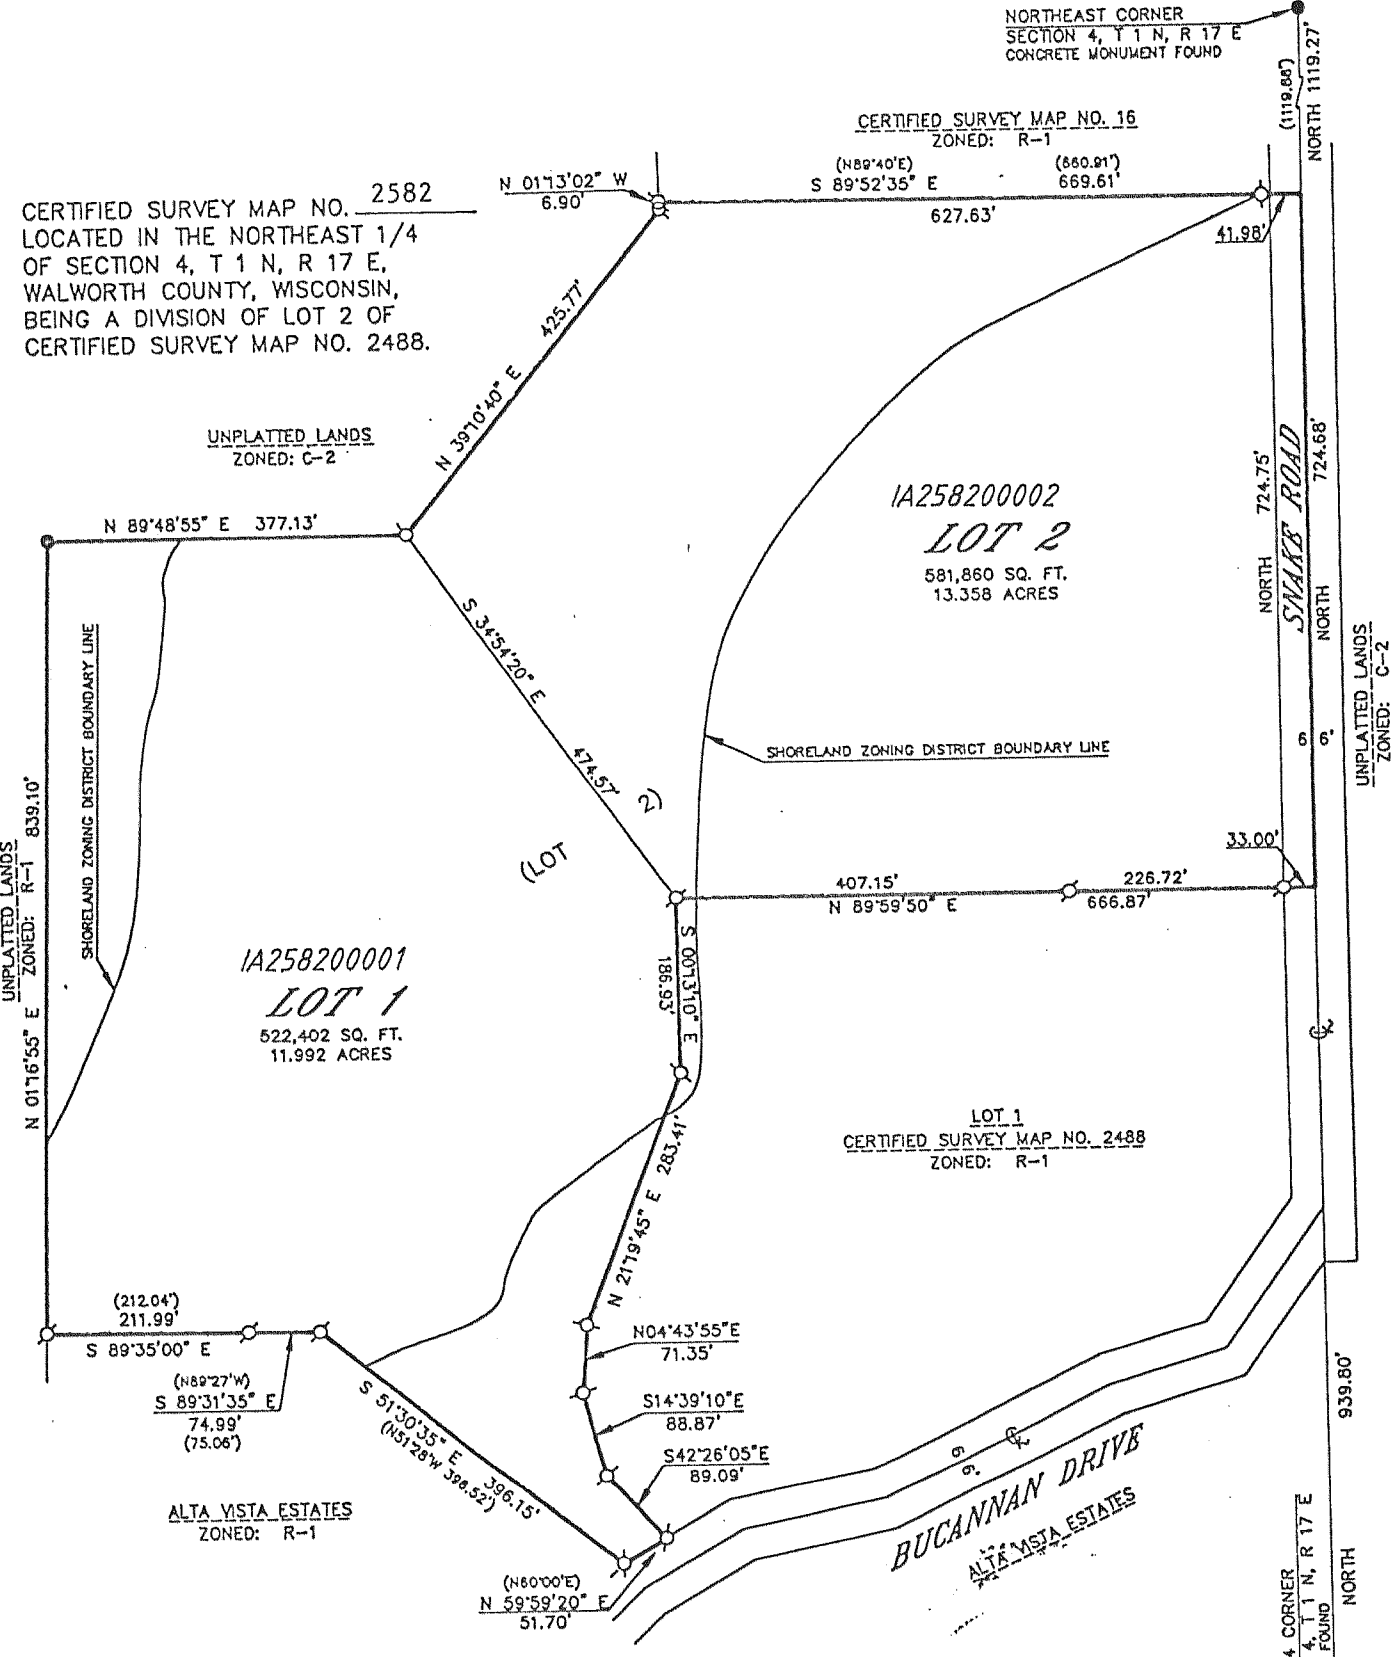 NORTHEAST CORNER
SECTION 4, T 1 N, R 17 E
CONCRETE MONUMENT FOUND
(1119.66')
NORTH 1119.27'
CERTIFIED SURVEY MAP NO. 16
ZONED: R-1
(N89°40'E)
S 89°52'35" E
(660.91')
669.61'
627.63'
41.98'
N 01°13'02" W
6.90'
CERTIFIED SURVEY MAP NO. 2582
LOCATED IN THE NORTHEAST 1/4
OF SECTION 4, T 1 N, R 17 E,
WALWORTH COUNTY, WISCONSIN,
BEING A DIVISION OF LOT 2 OF
CERTIFIED SURVEY MAP NO. 2488.
N 39°10'40" E 425.77'
UNPLATTED LANDS
ZONED: C-2
N 89°48'55" E 377.13'
IA258200002
LOT 2
581,860 SQ. FT.
13.358 ACRES
NORTH 724.75'
SNAKE ROAD
NORTH 724.68'
66'
UNPLATTED LANDS
ZONED: C-2
S 34°54'20" E 474.57'
SHORELAND ZONING DISTRICT BOUNDARY LINE
SHORELAND ZONING DISTRICT BOUNDARY LINE
(LOT 2)
33.00'
407.15'
226.72'
N 89°59'50" E
666.87'
UNPLATTED LANDS
ZONED: R-1
N 01°16'55" E 839.10'
IA258200001
LOT 1
522,402 SQ. FT.
11.992 ACRES
S 00°13'10" E
186.93'
LOT 1
CERTIFIED SURVEY MAP NO. 2488
ZONED: R-1
N 21°19'45" E 283.41'
(212.04')
211.99'
S 89°35'00" E
(N89°27'W)
S 89°31'35" E
74.99'
(75.06')
N04°43'55"E
71.35'
S14°39'10"E
88.87'
S42°26'05"E
89.09'
S 51°30'35" E 396.15'
(N51°28'W 396.52')
ALTA VISTA ESTATES
ZONED: R-1
(N60°00'E)
N 59°59'20" E
51.70'
66'
BUCANNAN DRIVE
ALTA VISTA ESTATES
939.80'
NORTH
4 CORNER
4, T 1 N, R 17 E
FOUND